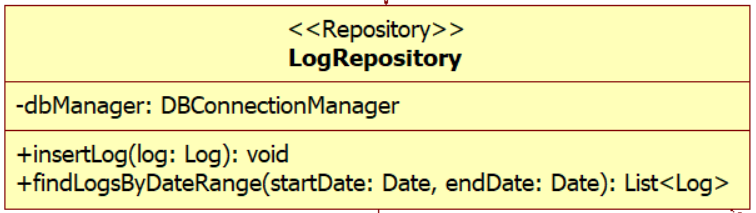 <<Repository>>
LogRepository
-dbManager: DBConnectionManager
+insertLog(log: Log): void
+findLogsByDateRange(startDate: Date, endDate: Date): List<Log>